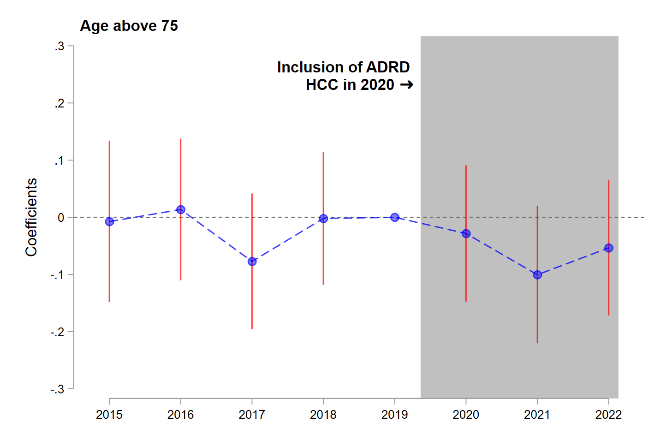 Age above 75
Inclusion of ADRD
HCC in 2020 →
Coefficients
.3
.2
.1
0
-.1
-.2
-.3
2015 2016 2017 2018 2019 2020 2021 2022